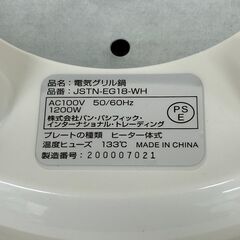 品名：電気グリル鍋
品番：JSTN-EG18-WH
AC100V 50/60Hz
1200W
PS
E
株式会社パン・パシフィック・
インターナショナル・トレーディング
プレートの種類 ヒーター体式
温度ヒューズ 133℃ MADE IN CHINA
製造番号：200007021